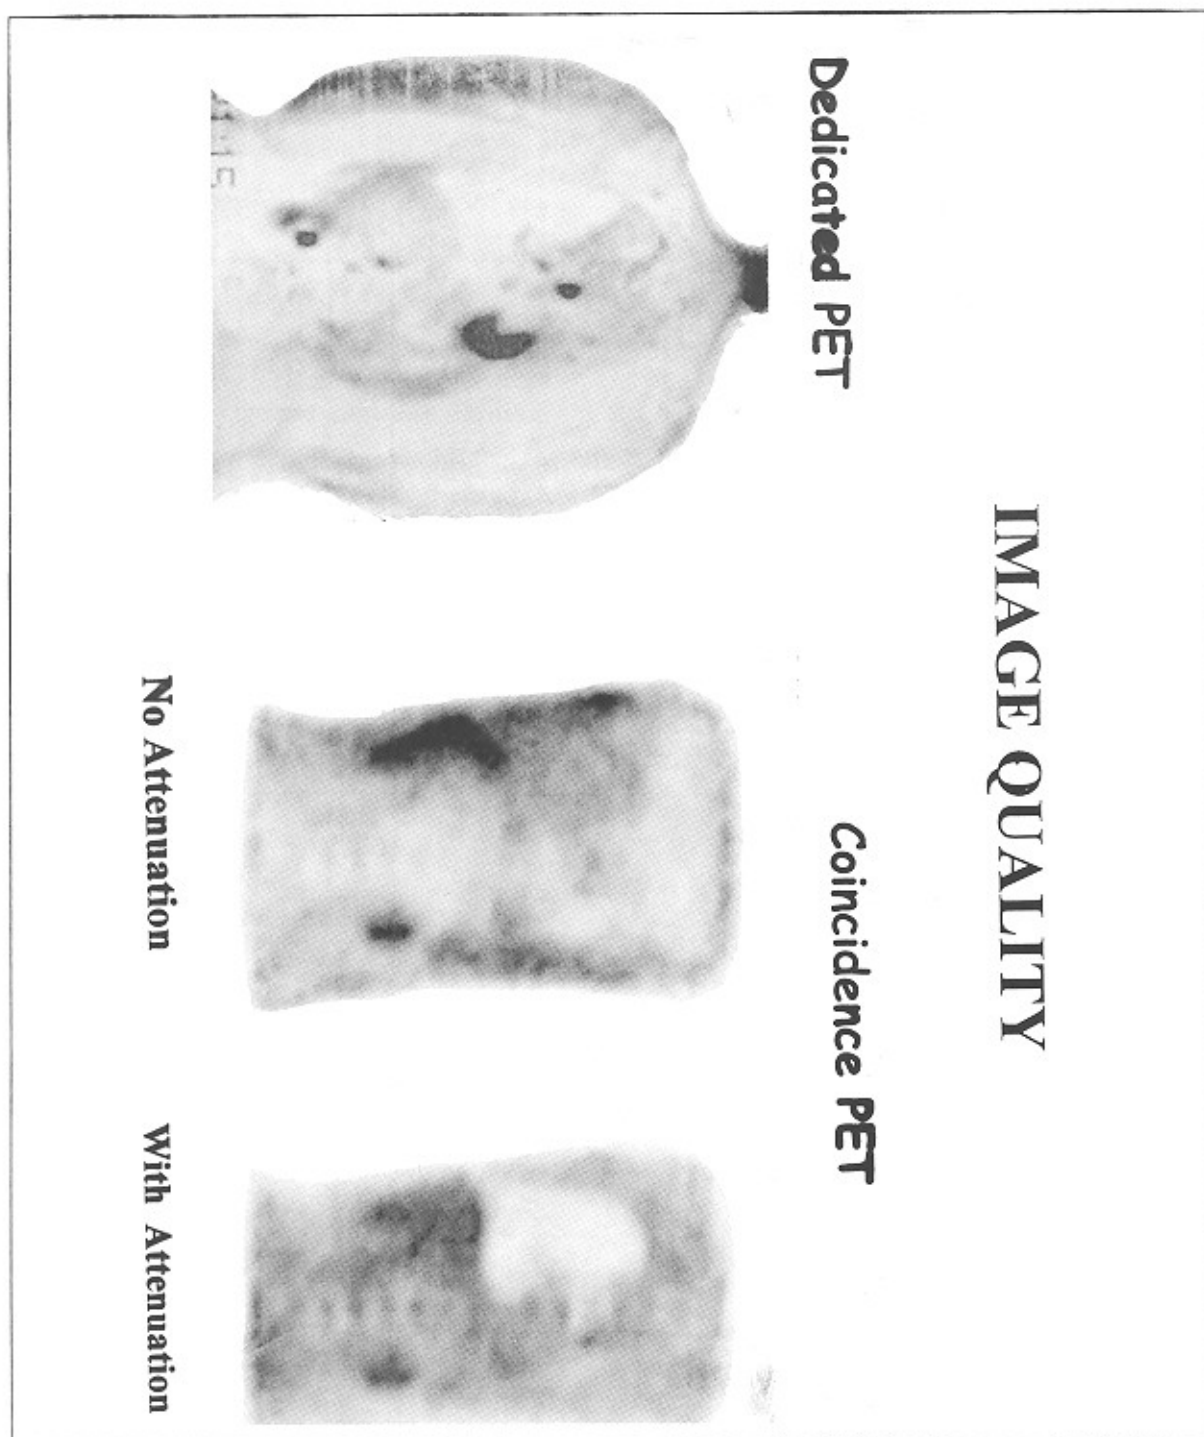 IMAGE QUALITY
Dedicated PET
Coincidence PET
No Attenuation
With Attenuation